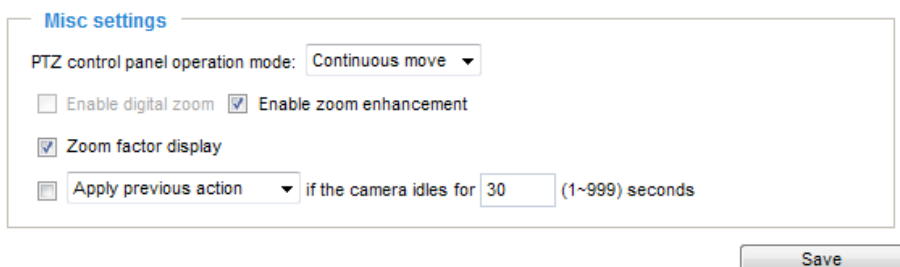 Misc settings
PTZ control panel operation mode: Continuous move
Enable digital zoom Enable zoom enhancement
Zoom factor display
Apply previous action if the camera idles for 30 (1~999) seconds
Save